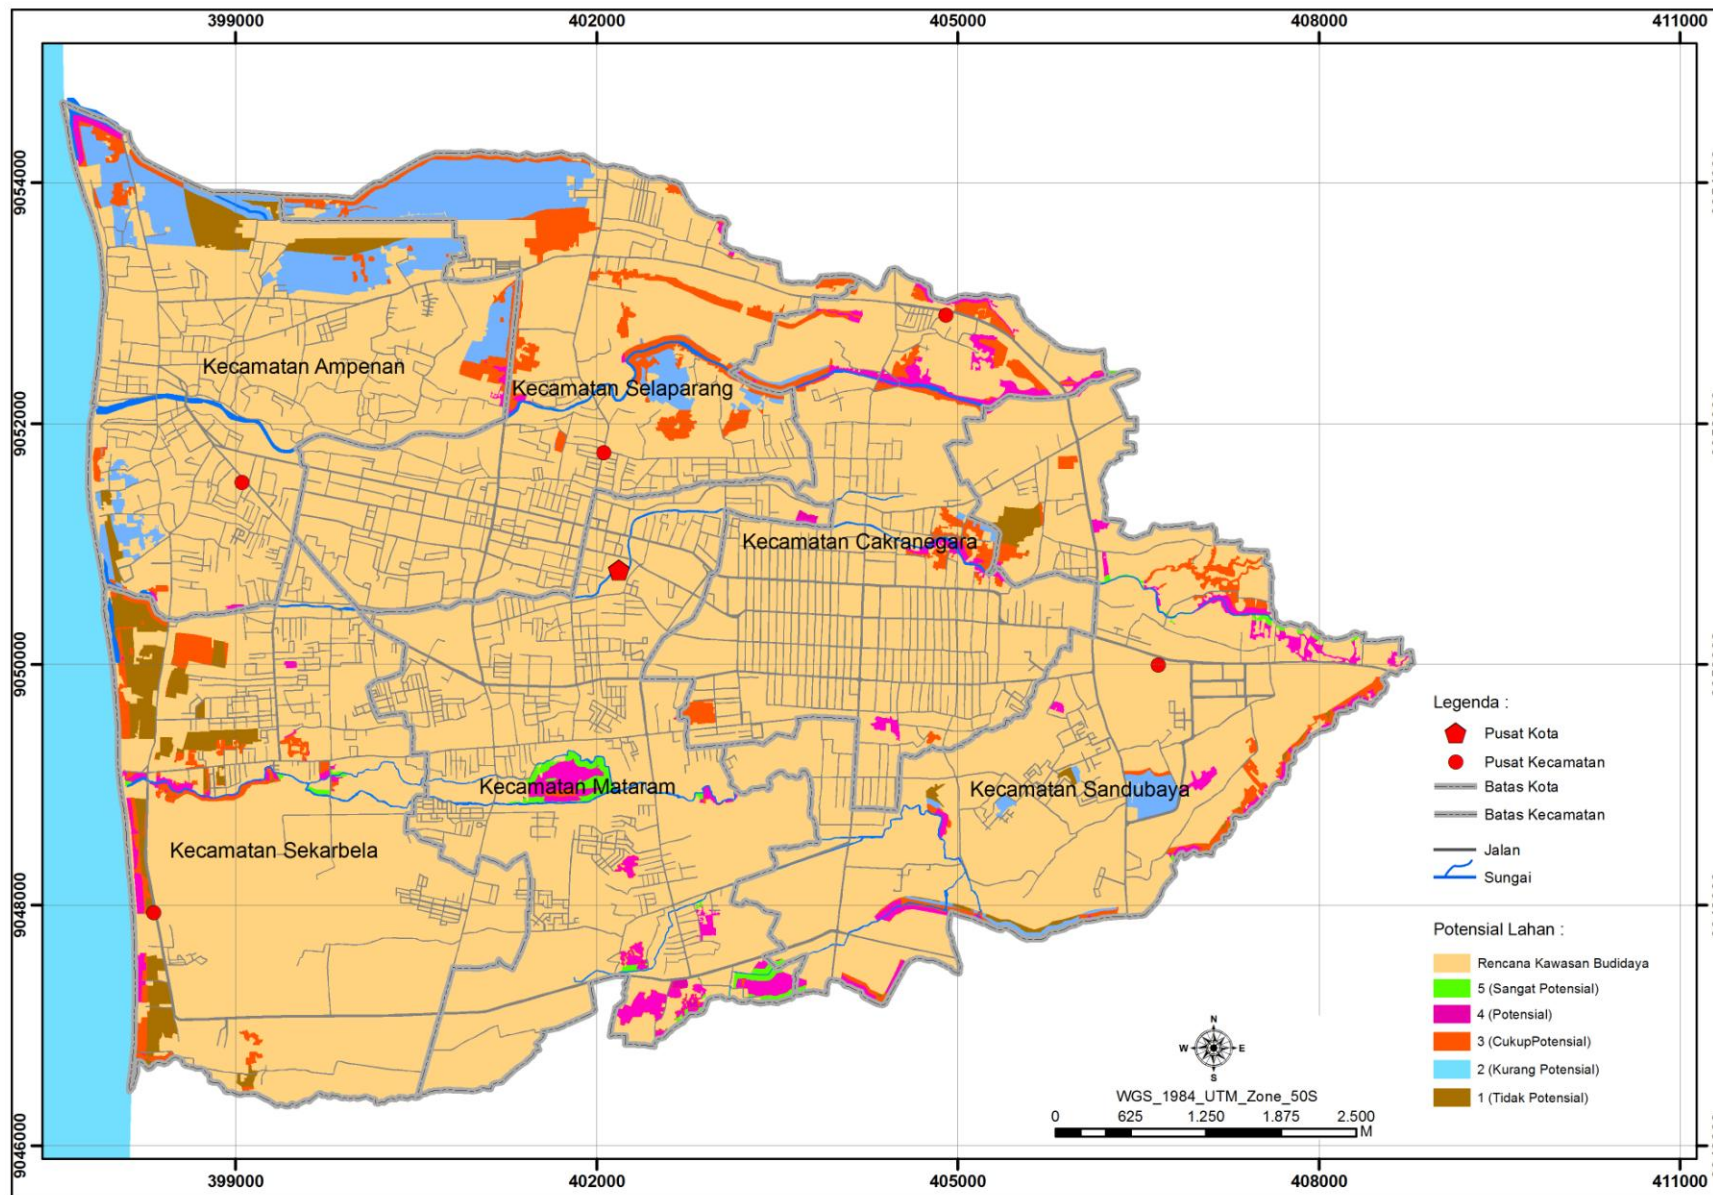 399000 402000 405000 408000 411000
9054000
9052000
9050000
9048000
9046000
Kecamatan Ampenan
Kecamatan Selaparang
Kecamatan Cakranegara
Kecamatan Mataram
Kecamatan Sandubaya
Kecamatan Sekarbela
Legenda :
Pusat Kota
Pusat Kecamatan
Batas Kota
Batas Kecamatan
Jalan
Sungai
Potensial Lahan :
Rencana Kawasan Budidaya
5 (Sangat Potensial)
4 (Potensial)
3 (CukupPotensial)
2 (Kurang Potensial)
1 (Tidak Potensial)
N
W E
S
WGS_1984_UTM_Zone_50S
0 625 1.250 1.875 2.500
M
399000 402000 405000 408000 411000